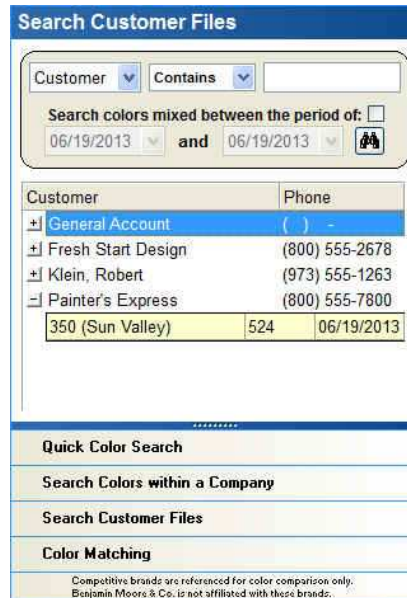 Search Customer Files
Customer Contains
Search colors mixed between the period of:
06/19/2013 and 06/19/2013
Customer Phone
General Account ( ) -
Fresh Start Design (800) 555-2678
Klein, Robert (973) 555-1263
Painter's Express (800) 555-7800
350 (Sun Valley) 524 06/19/2013
Quick Color Search
Search Colors within a Company
Search Customer Files
Color Matching
Competitive brands are referenced for color comparison only.
Benjamin Moore & Co. is not affiliated with these brands.